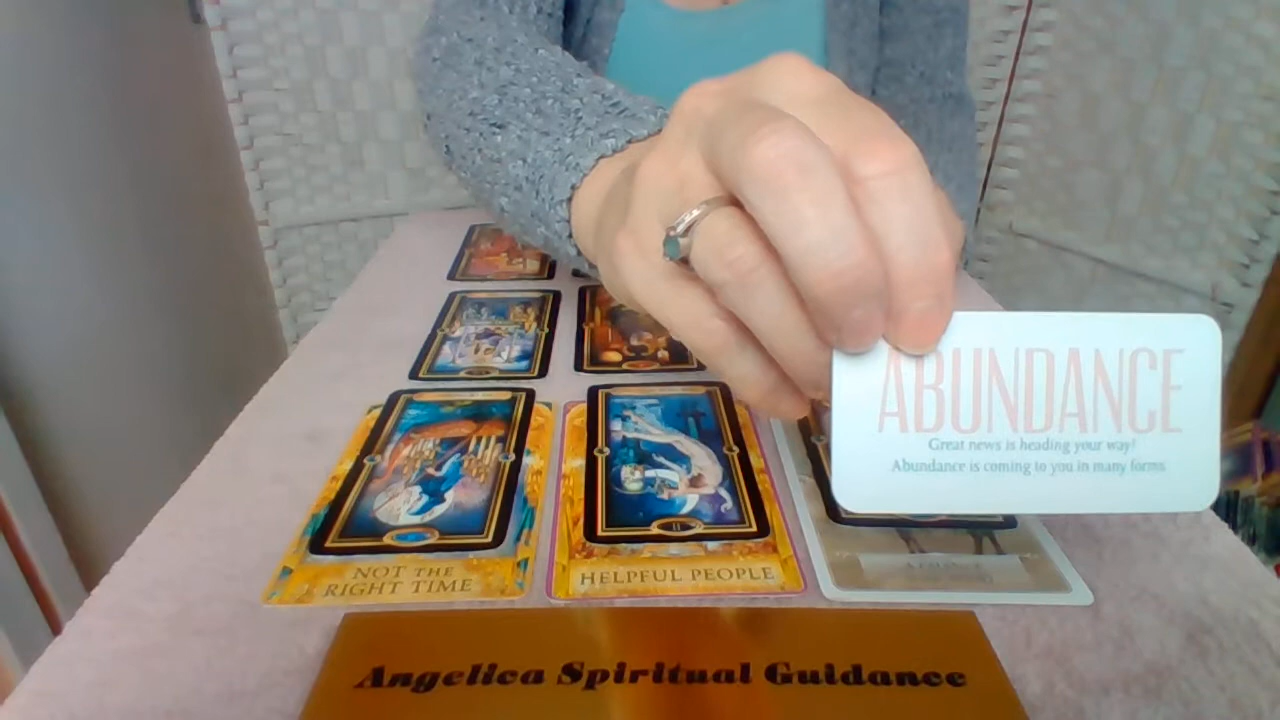 ABUNDANCE
Great news is heading your way!
Abundance is coming to you in many forms
NOT THE
RIGHT TIME
HELPFUL PEOPLE
II
Angelica Spiritual Guidance